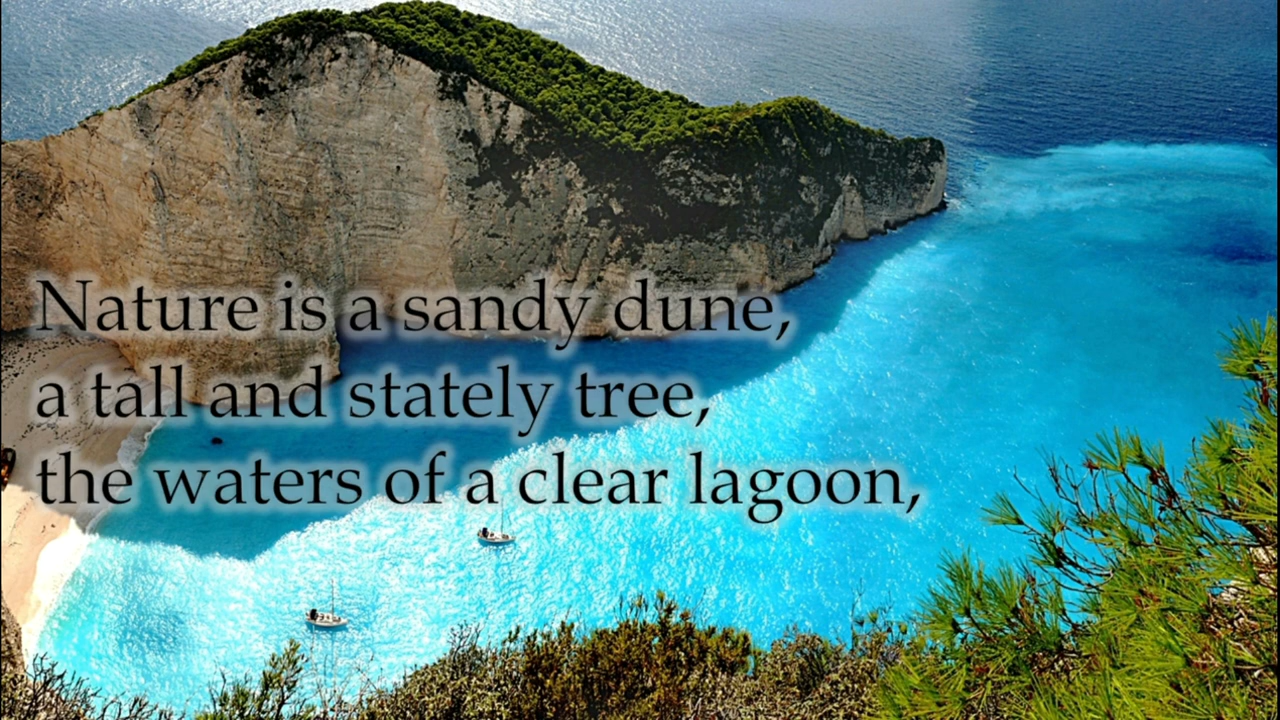 Nature is a sandy dune,
a tall and stately tree,
the waters of a clear lagoon,